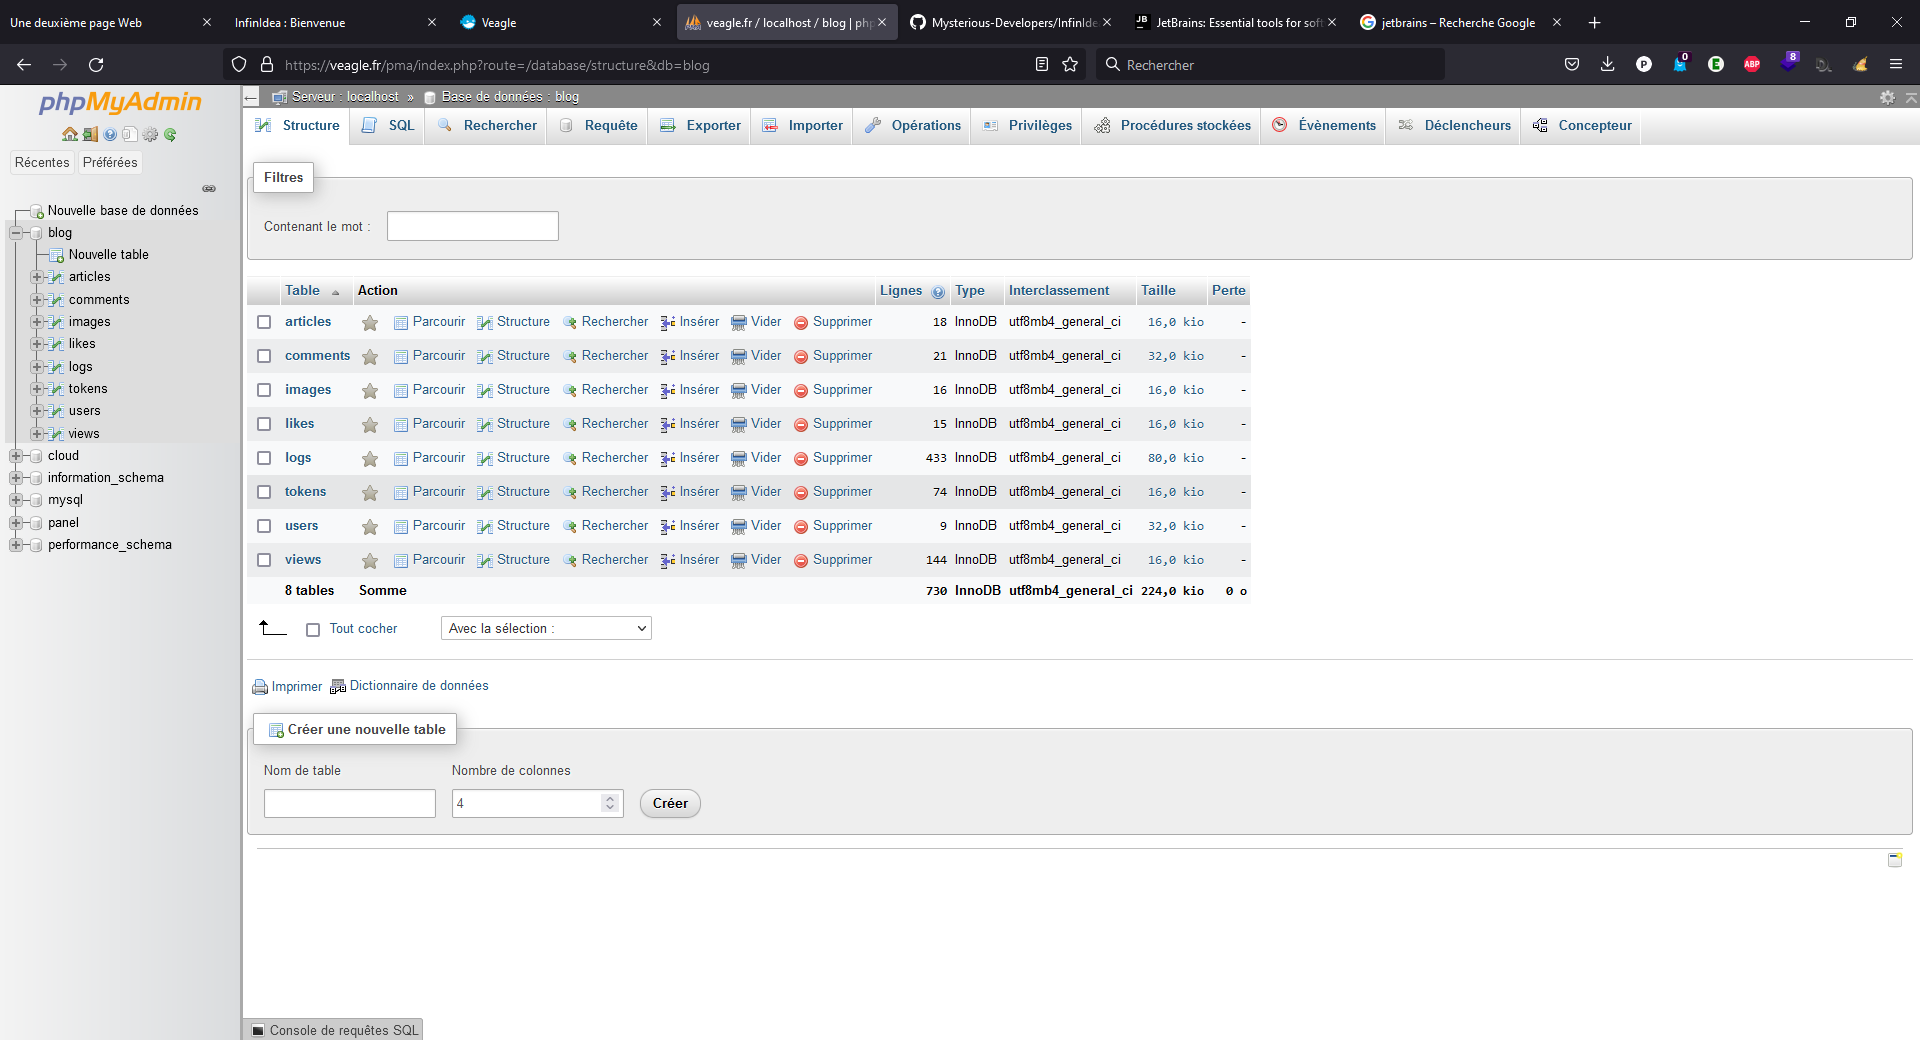 Une deuxième page Web
InfinIdea : Bienvenue
Veagle
veagle.fr / localhost / blog | php
Mysterious-Developers/InfinIde
JetBrains: Essential tools for soft
jetbrains – Recherche Google
https://veagle.fr/pma/index.php?route=/database/structure&db=blog
Rechercher
0
8
P
E
ABP
phpMyAdmin
Récentes
Préférées
Nouvelle base de données
blog
Nouvelle table
articles
comments
images
likes
logs
tokens
users
views
cloud
information_schema
mysql
panel
performance_schema
Serveur : localhost » Base de données : blog
Structure SQL Rechercher Requête Exporter Importer Opérations Privilèges Procédures stockées Évènements Déclencheurs Concepteur
Filtres
Contenant le mot :
Table Action Lignes Type Interclassement Taille Perte
articles Parcourir Structure Rechercher Insérer Vider Supprimer 18 InnoDB utf8mb4_general_ci 16,0 kio -
comments Parcourir Structure Rechercher Insérer Vider Supprimer 21 InnoDB utf8mb4_general_ci 32,0 kio -
images Parcourir Structure Rechercher Insérer Vider Supprimer 16 InnoDB utf8mb4_general_ci 16,0 kio -
likes Parcourir Structure Rechercher Insérer Vider Supprimer 15 InnoDB utf8mb4_general_ci 16,0 kio -
logs Parcourir Structure Rechercher Insérer Vider Supprimer 433 InnoDB utf8mb4_general_ci 80,0 kio -
tokens Parcourir Structure Rechercher Insérer Vider Supprimer 74 InnoDB utf8mb4_general_ci 16,0 kio -
users Parcourir Structure Rechercher Insérer Vider Supprimer 9 InnoDB utf8mb4_general_ci 32,0 kio -
views Parcourir Structure Rechercher Insérer Vider Supprimer 144 InnoDB utf8mb4_general_ci 16,0 kio -
8 tables Somme 730 InnoDB utf8mb4_general_ci 224,0 kio 0 o
Tout cocher
Avec la sélection :
Imprimer
Dictionnaire de données
Créer une nouvelle table
Nom de table
Nombre de colonnes
4
Créer
Console de requêtes SQL